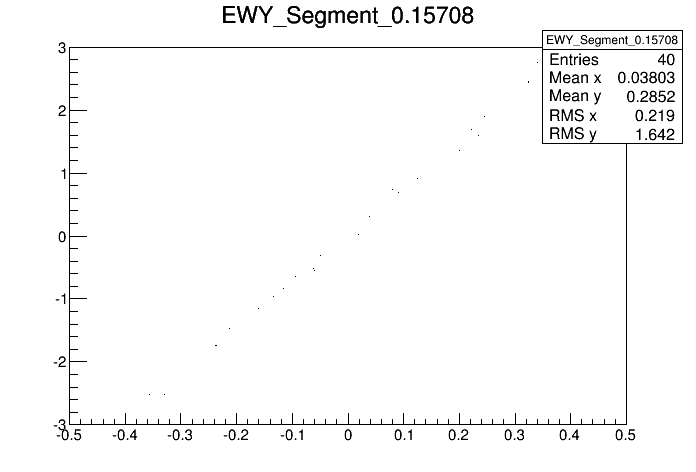 EWY_Segment_0.15708
EWY_Segment_0.15708
Entries 40
Mean x 0.03803
Mean y 0.2852
RMS x 0.219
RMS y 1.642
3
2
1
0
-1
-2
-3
-0.5 -0.4 -0.3 -0.2 -0.1 0 0.1 0.2 0.3 0.4 0.5